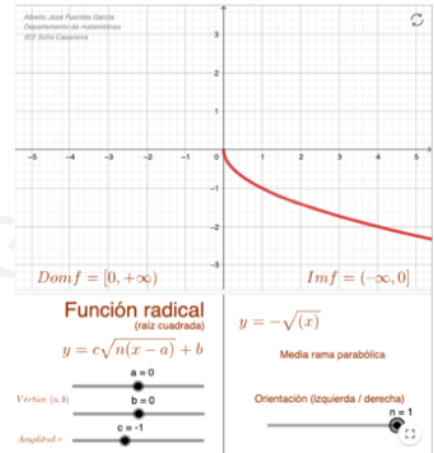 Alberto José Fuentes García
Departamento de matemáticas
IES Sofía Casanova
3
2
1
-5 -4 -3 -2 -1 0 1 2 3 4 5
-1
-2
-3
Domf = [0, +∞)
Imf = (-∞, 0]
Función radical
(raíz cuadrada)
y = c√n(x − a) + b
a = 0
Vértice (a, b)
b = 0
c = -1
Amplitud c
y = −√(x)
Media rama parabólica
Orientación (izquierda / derecha)
n = 1